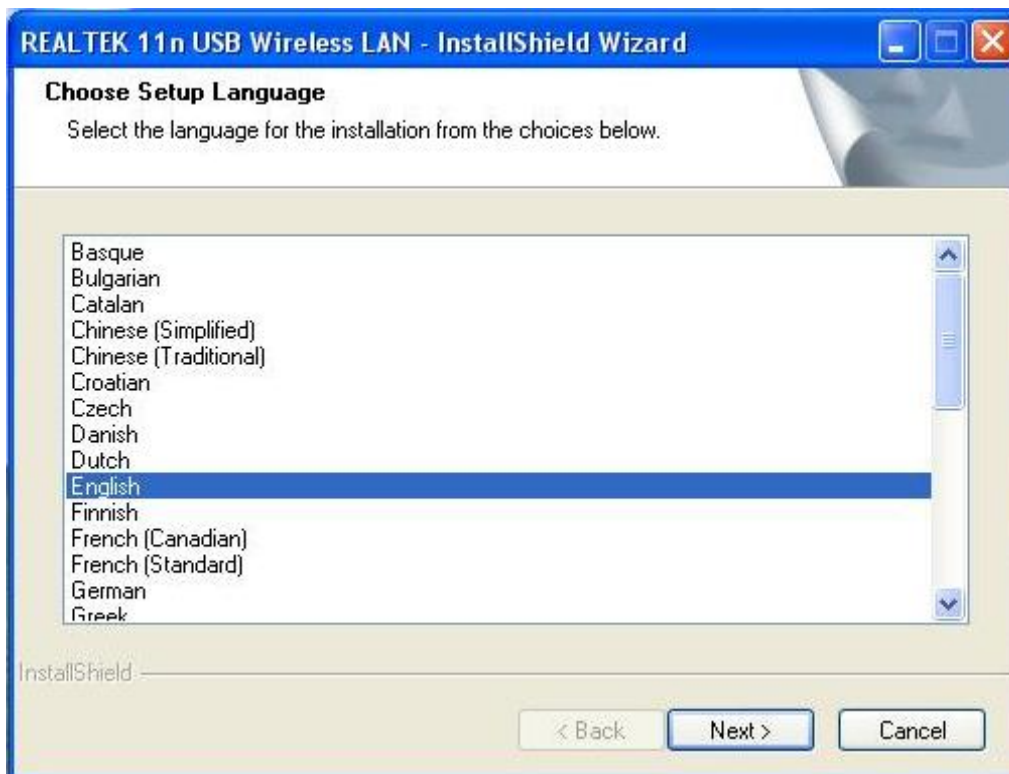 REALTEK 11n USB Wireless LAN - InstallShield Wizard
Choose Setup Language
Select the language for the installation from the choices below.
Basque
Bulgarian
Catalan
Chinese (Simplified)
Chinese (Traditional)
Croatian
Czech
Danish
Dutch
English
Finnish
French (Canadian)
French (Standard)
German
Greek
InstallShield
< Back
Next >
Cancel